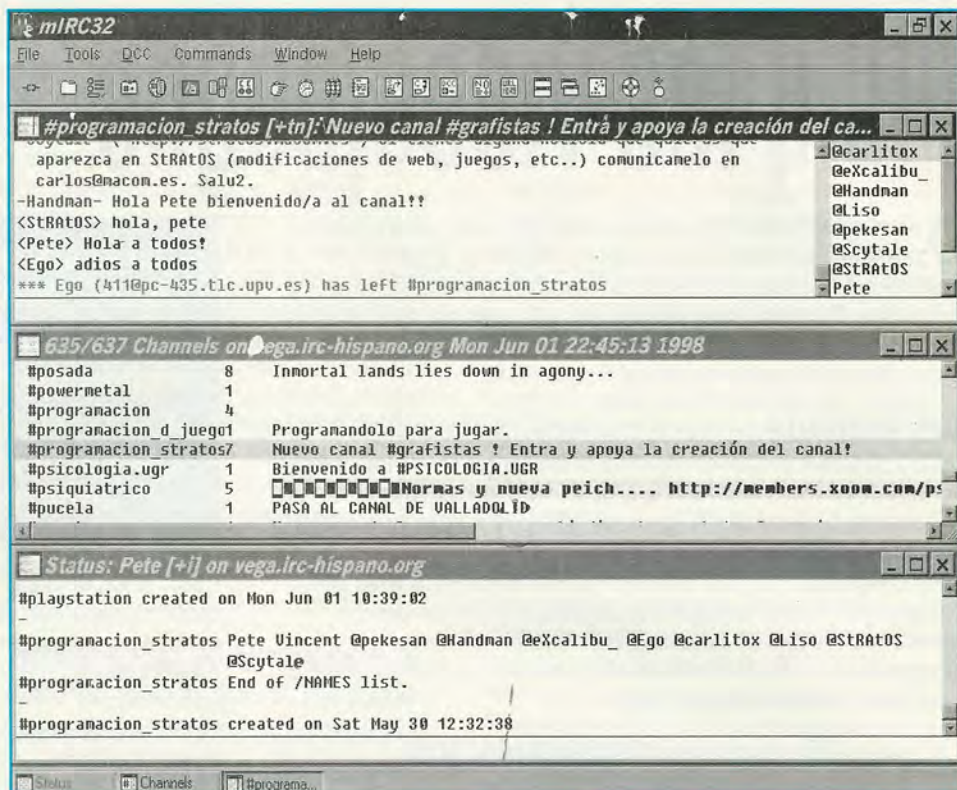 mIRC32
File Tools DCC Commands Window Help
#programacion_stratos [+tn]: Nuevo canal #grafistas ! Entra y apoya la creación del ca...
aparezca en StRAtOS (modificaciones de web, juegos, etc..) comunicamelo en
carlos@macom.es. Salu2.
-Handman- Hola Pete bienvenido/a al canal!!
<StRAtOS> hola, pete
<Pete> Hola a todos!
<Ego> adios a todos
*** Ego (411@pc-435.tlc.upv.es) has left #programacion_stratos
@carlitox
@eXcalibu_
@Handman
@Liso
@pekesan
@Scytale
@StRAtOS
Pete
635/637 Channels on vega.irc-hispano.org Mon Jun 01 22:45:13 1998
#posada 8 Inmortal lands lies down in agony...
#powermetal 1
#programacion 4
#programacion_d_juego1 Programandolo para jugar.
#programacion_stratos7 Nuevo canal #grafistas ! Entra y apoya la creación del canal!
#psicologia.ugr 1 Bienvenido a #PSICOLOGIA.UGR
#psiquiatrico 5 Normas y nueva peich.... http://members.xoom.com/ps
#pucela 1 PASA AL CANAL DE VALLADOLID
Status: Pete [+i] on vega.irc-hispano.org
#playstation created on Mon Jun 01 10:39:02
-
#programacion_stratos Pete Vincent @pekesan @Handman @eXcalibu_ @Ego @carlitox @Liso @StRAtOS
@Scytale
#programacion_stratos End of /NAMES list.
-
#programacion_stratos created on Sat May 30 12:32:38
Status Channels #programa...